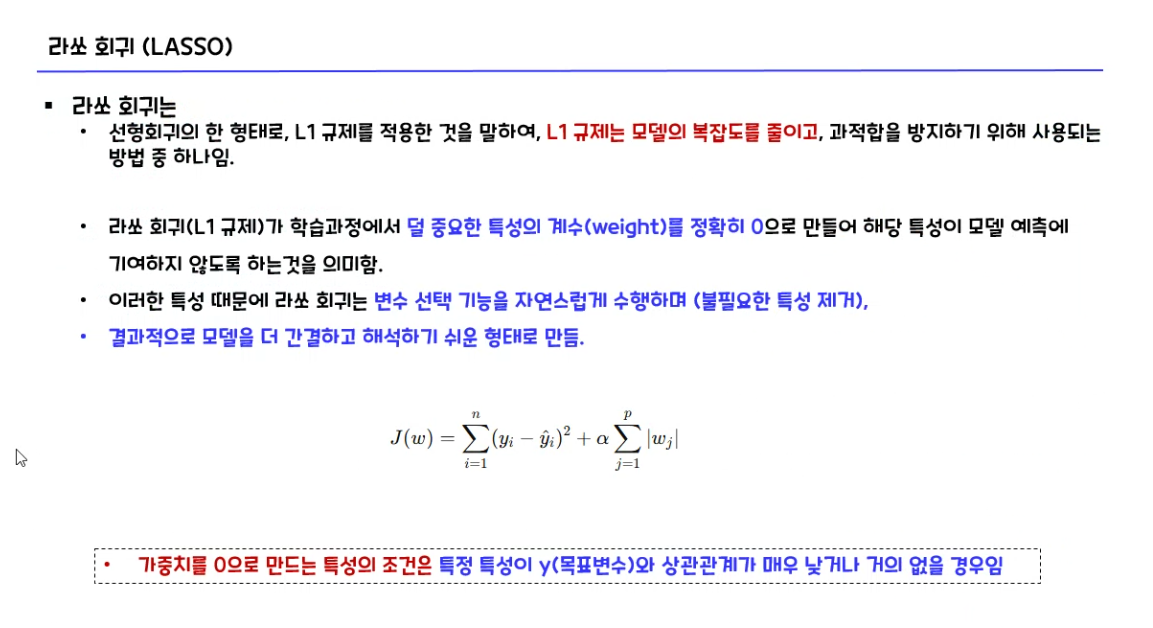 라쏘 회귀 (LASSO)
▪ 라쏘 회귀는
• 선형회귀의 한 형태로, L1 규제를 적용한 것을 말하여, L1 규제는 모델의 복잡도를 줄이고, 과적합을 방지하기 위해 사용되는
방법 중 하나임.
• 라쏘 회귀(L1 규제)가 학습과정에서 덜 중요한 특성의 계수(weight)를 정확히 0으로 만들어 해당 특성이 모델 예측에
기여하지 않도록 하는것을 의미함.
• 이러한 특성 때문에 라쏘 회귀는 변수 선택 기능을 자연스럽게 수행하며 (불필요한 특성 제거),
• 결과적으로 모델을 더 간결하고 해석하기 쉬운 형태로 만듬.
J(w) = ∑_{i=1}^{n} (y_i − ŷ_i)² + α ∑_{j=1}^{p} |w_j|
• 가중치를 0으로 만드는 특성의 조건은 특정 특성이 y(목표변수)와 상관관계가 매우 낮거나 거의 없을 경우임